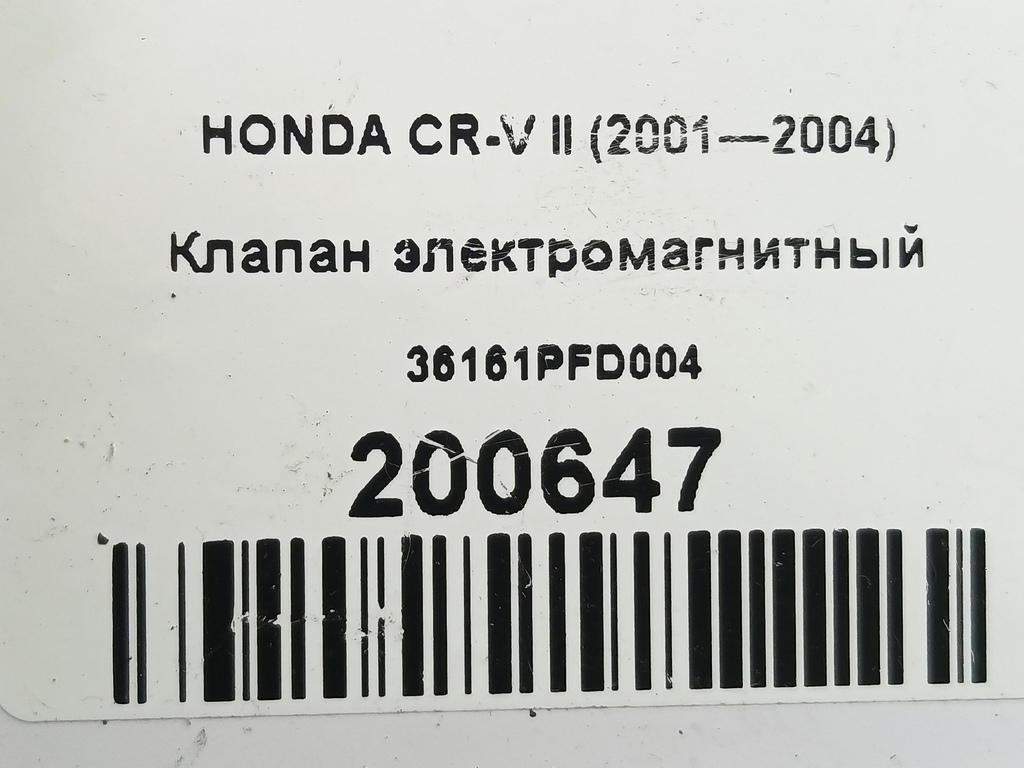 HONDA CR-V II (2001—2004)
Клапан электромагнитный
36161PFD004
200647